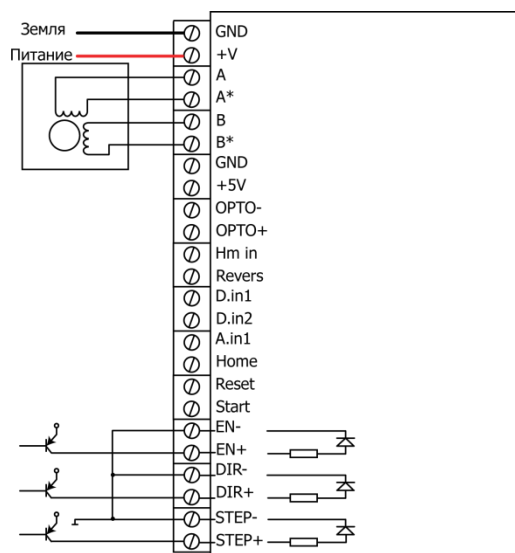 Земля
GND
Питание
+V
A
A*
B
B*
GND
+5V
OPTO-
OPTO+
Hm in
Revers
D.in1
D.in2
A.in1
Home
Reset
Start
EN-
EN+
DIR-
DIR+
STEP-
STEP+